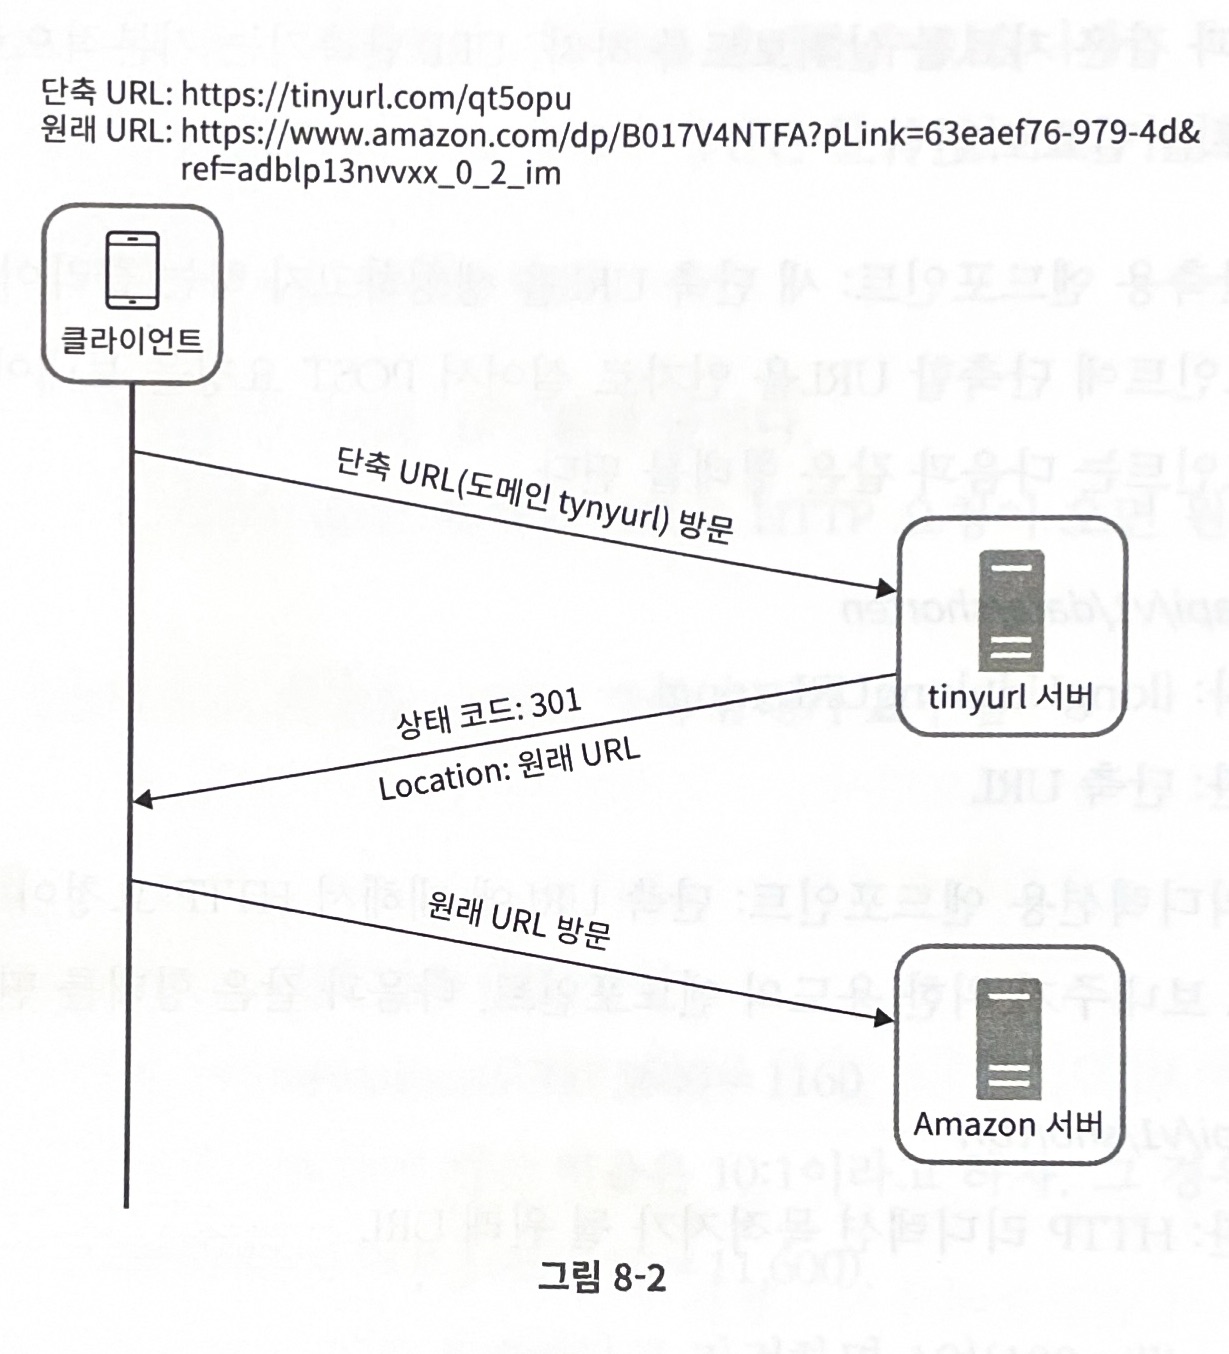 단축 URL: https://tinyurl.com/qt5opu
원래 URL: https://www.amazon.com/dp/B017V4NTFA?pLink=63eaef76-979-4d&
ref=adblp13nvvxx_0_2_im
클라이언트
단축 URL(도메인 tynyurl) 방문
tinyurl 서버
상태 코드: 301
Location: 원래 URL
원래 URL 방문
Amazon 서버
그림 8-2